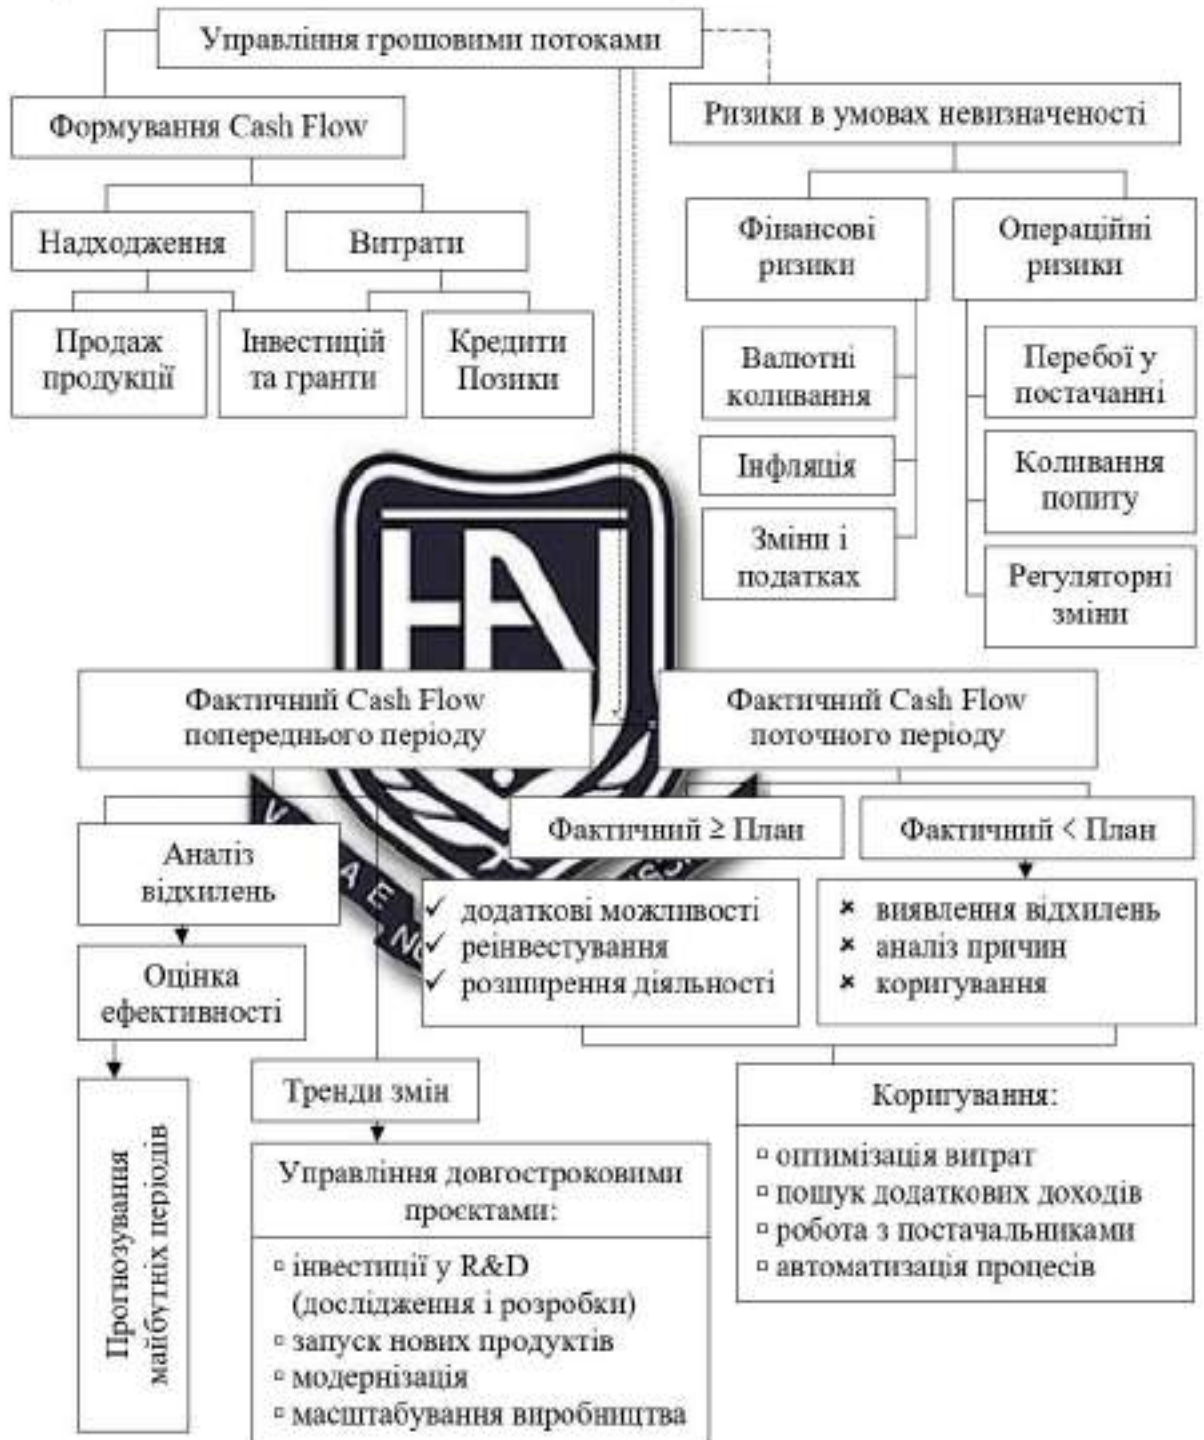 Управління грошовими потоками
Формування Cash Flow
Ризики в умовах невизначеності
Надходження
Витрати
Фінансові
ризики
Операційні
ризики
Продаж
продукції
Інвестицій
та гранти
Кредити
Позики
Валютні
коливання
Інфляція
Зміни і
податках
Перебої у
постачанні
Коливання
попиту
Регуляторні
зміни
Фактичний Cash Flow
попереднього періоду
Фактичний Cash Flow
поточного періоду
Аналіз
відхилень
Оцінка
ефективності
Прогнозування
майбутніх періодів
Фактичний ≥ План
Фактичний < План
✓ додаткові можливості
✓ реінвестування
✓ розширення діяльності
× виявлення відхилень
× аналіз причин
× коригування
Тренди змін
Управління довгостроковими
проєктами:
▫ інвестиції у R&D
(дослідження і розробки)
▫ запуск нових продуктів
▫ модернізація
▫ масштабування виробництва
Коригування:
▫ оптимізація витрат
▫ пошук додаткових доходів
▫ робота з постачальниками
▫ автоматизація процесів